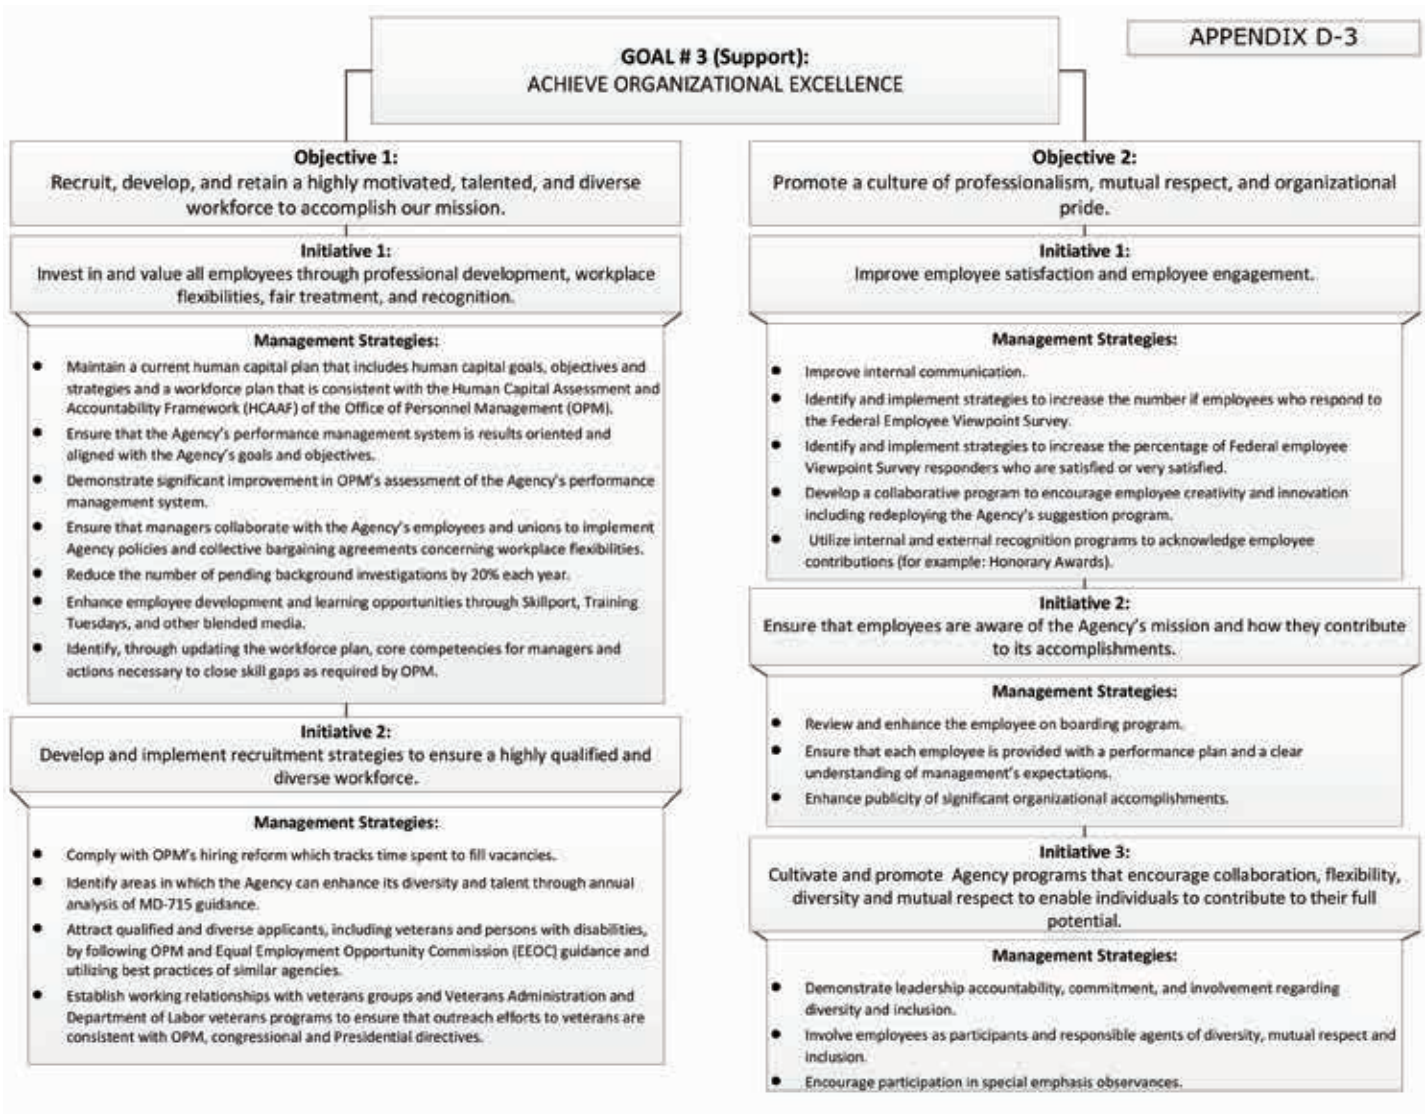 APPENDIX D-3
GOAL # 3 (Support):
ACHIEVE ORGANIZATIONAL EXCELLENCE
Objective 1:
Recruit, develop, and retain a highly motivated, talented, and diverse
workforce to accomplish our mission.
Initiative 1:
Invest in and value all employees through professional development, workplace
flexibilities, fair treatment, and recognition.
Management Strategies:
● Maintain a current human capital plan that includes human capital goals, objectives and
strategies and a workforce plan that is consistent with the Human Capital Assessment and
Accountability Framework (HCAAF) of the Office of Personnel Management (OPM).
● Ensure that the Agency's performance management system is results oriented and
aligned with the Agency's goals and objectives.
● Demonstrate significant improvement in OPM's assessment of the Agency's performance
management system.
● Ensure that managers collaborate with the Agency's employees and unions to implement
Agency policies and collective bargaining agreements concerning workplace flexibilities.
● Reduce the number of pending background investigations by 20% each year.
● Enhance employee development and learning opportunities through Skillport, Training
Tuesdays, and other blended media.
● Identify, through updating the workforce plan, core competencies for managers and
actions necessary to close skill gaps as required by OPM.
Initiative 2:
Develop and implement recruitment strategies to ensure a highly qualified and
diverse workforce.
Management Strategies:
● Comply with OPM's hiring reform which tracks time spent to fill vacancies.
● Identify areas in which the Agency can enhance its diversity and talent through annual
analysis of MD-715 guidance.
● Attract qualified and diverse applicants, including veterans and persons with disabilities,
by following OPM and Equal Employment Opportunity Commission (EEOC) guidance and
utilizing best practices of similar agencies.
● Establish working relationships with veterans groups and Veterans Administration and
Department of Labor veterans programs to ensure that outreach efforts to veterans are
consistent with OPM, congressional and Presidential directives.
Objective 2:
Promote a culture of professionalism, mutual respect, and organizational
pride.
Initiative 1:
Improve employee satisfaction and employee engagement.
Management Strategies:
● Improve internal communication.
● Identify and implement strategies to increase the number if employees who respond to
the Federal Employee Viewpoint Survey.
● Identify and implement strategies to increase the percentage of Federal employee
Viewpoint Survey responders who are satisfied or very satisfied.
● Develop a collaborative program to encourage employee creativity and innovation
including redeploying the Agency's suggestion program.
● Utilize internal and external recognition programs to acknowledge employee
contributions (for example: Honorary Awards).
Initiative 2:
Ensure that employees are aware of the Agency's mission and how they contribute
to its accomplishments.
Management Strategies:
● Review and enhance the employee on boarding program.
● Ensure that each employee is provided with a performance plan and a clear
understanding of management's expectations.
● Enhance publicity of significant organizational accomplishments.
Initiative 3:
Cultivate and promote Agency programs that encourage collaboration, flexibility,
diversity and mutual respect to enable individuals to contribute to their full
potential.
Management Strategies:
● Demonstrate leadership accountability, commitment, and involvement regarding
diversity and inclusion.
● Involve employees as participants and responsible agents of diversity, mutual respect and
inclusion.
● Encourage participation in special emphasis observances.